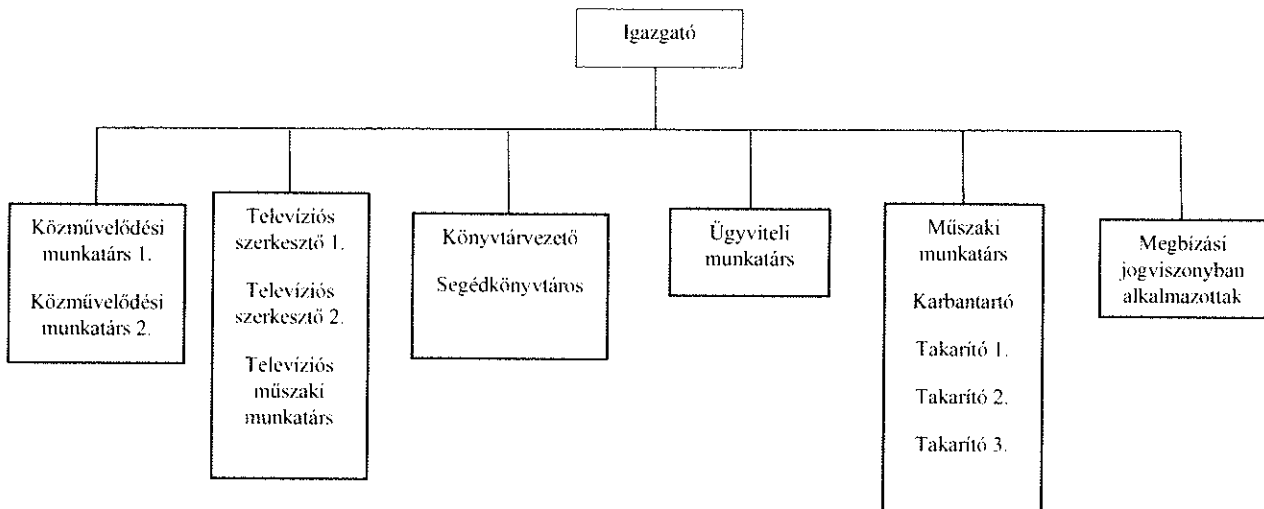 Igazgató
Közművelődési
munkatárs 1.
Közművelődési
munkatárs 2.
Televíziós
szerkesztő 1.
Televíziós
szerkesztő 2.
Televíziós
műszaki
munkatárs
Könyvtárvezető
Segédkönyvtáros
Ügyviteli
munkatárs
Műszaki
munkatárs
Karbantartó
Takarító 1.
Takarító 2.
Takarító 3.
Megbízási
jogviszonyban
alkalmazottak